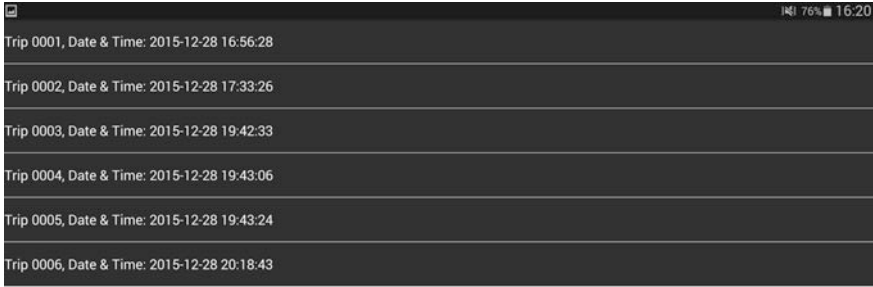 76% 16:20
Trip 0001, Date & Time: 2015-12-28 16:56:28
Trip 0002, Date & Time: 2015-12-28 17:33:26
Trip 0003, Date & Time: 2015-12-28 19:42:33
Trip 0004, Date & Time: 2015-12-28 19:43:06
Trip 0005, Date & Time: 2015-12-28 19:43:24
Trip 0006, Date & Time: 2015-12-28 20:18:43